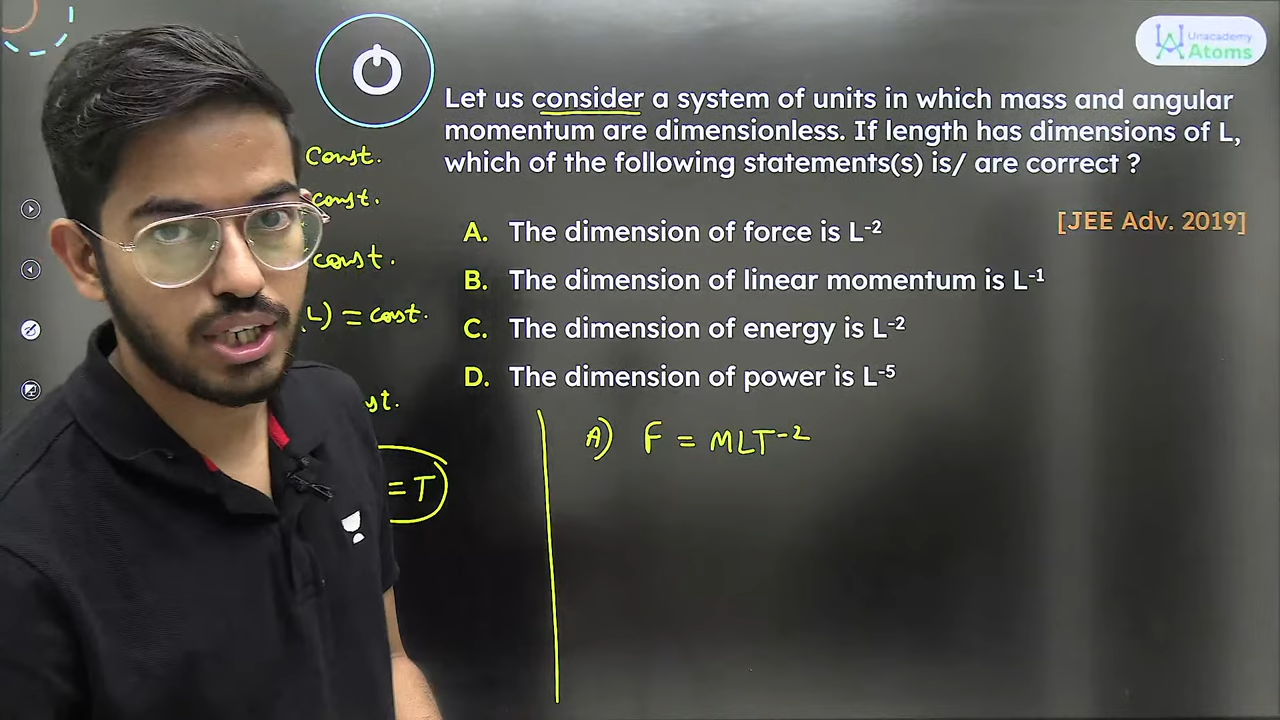 Unacademy
Atoms
Let us consider a system of units in which mass and angular
momentum are dimensionless. If length has dimensions of L,
which of the following statements(s) is/ are correct ?
[JEE Adv. 2019]
A. The dimension of force is L⁻²
B. The dimension of linear momentum is L⁻¹
C. The dimension of energy is L⁻²
D. The dimension of power is L⁻⁵
Const.
const.
const.
L) = const.
st.
= T
A) F = MLT⁻²